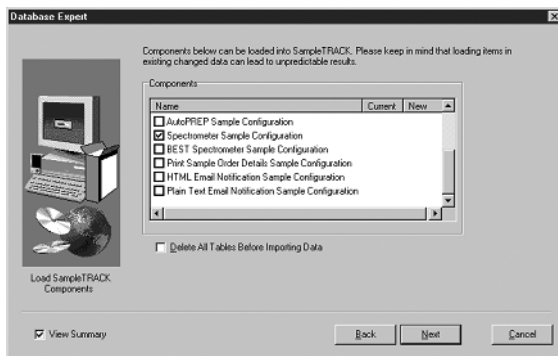 Database Expert
Components below can be loaded into SampleTRACK. Please keep in mind that loading items in
existing changed data can lead to unpredictable results.
Components
Name Current New
AutoPREP Sample Configuration
Spectrometer Sample Configuration
BEST Spectrometer Sample Configuration
Print Sample Order Details Sample Configuration
HTML Email Notification Sample Configuration
Plain Text Email Notification Sample Configuration
Delete All Tables Before Importing Data
Load SampleTRACK
Components
View Summary
Back Next Cancel